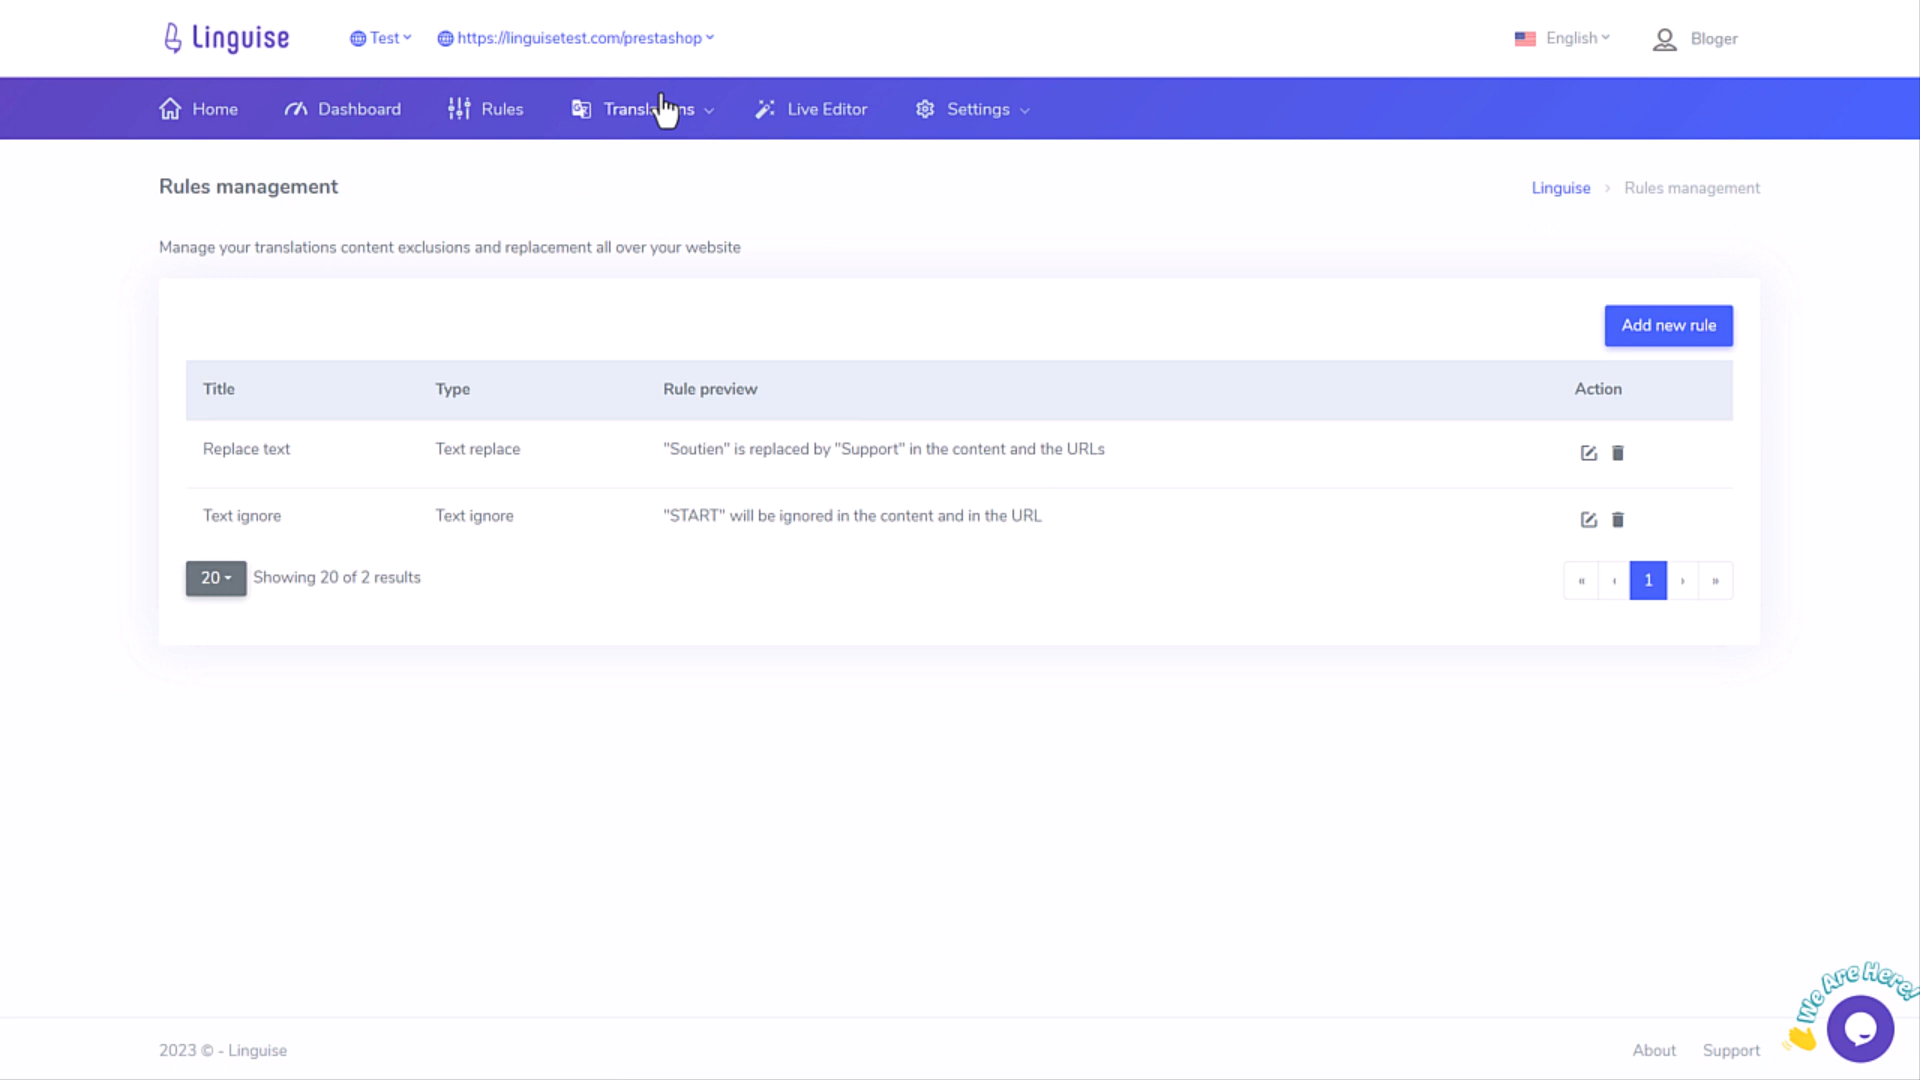 Linguise
Test
https://linguisetest.com/prestashop
English
Bloger
Home
Dashboard
Rules
Translations
Live Editor
Settings
Rules management
Linguise > Rules management
Manage your translations content exclusions and replacement all over your website
Add new rule
Title Type Rule preview Action
Replace text Text replace "Soutien" is replaced by "Support" in the content and the URLs
Text ignore Text ignore "START" will be ignored in the content and in the URL
20 Showing 20 of 2 results
« ‹ 1 › »
We Are Here!
2023 © - Linguise
About Support